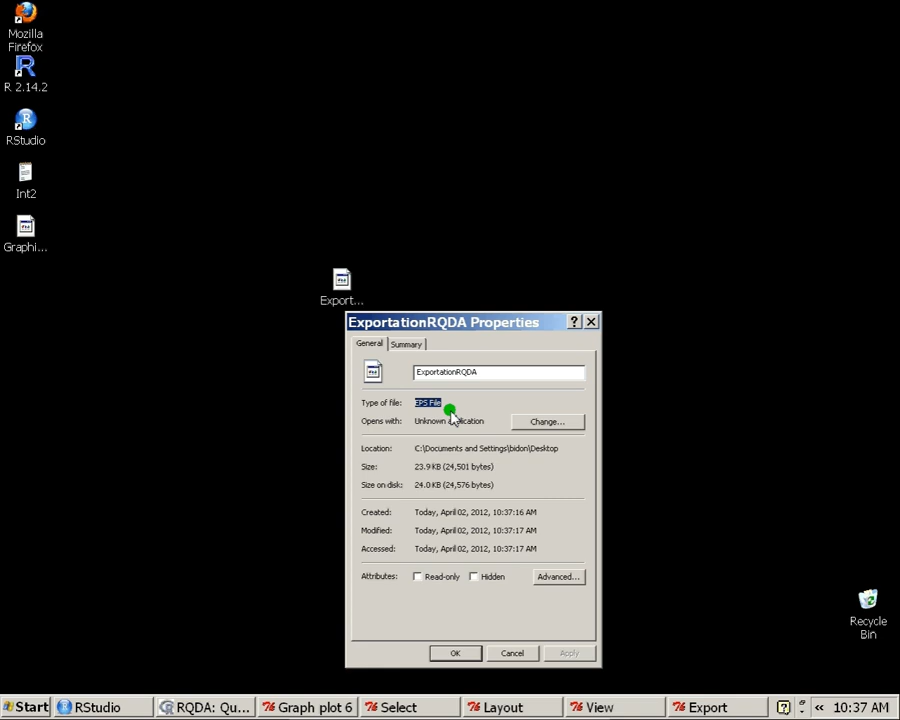 Mozilla
Firefox
R 2.14.2
RStudio
Int2
Graphi...
Export...
ExportationRQDA Properties
General
Summary
ExportationRQDA
Type of file:
EPS File
Opens with:
Unknown application
Change...
Location:
C:\Documents and Settings\bidon\Desktop
Size:
23.9 KB (24,501 bytes)
Size on disk:
24.0 KB (24,576 bytes)
Created:
Today, April 02, 2012, 10:37:16 AM
Modified:
Today, April 02, 2012, 10:37:17 AM
Accessed:
Today, April 02, 2012, 10:37:17 AM
Attributes:
Read-only
Hidden
Advanced...
OK
Cancel
Apply
Recycle
Bin
Start
RStudio
RQDA: Qu...
Graph plot 6
Select
Layout
View
Export
10:37 AM